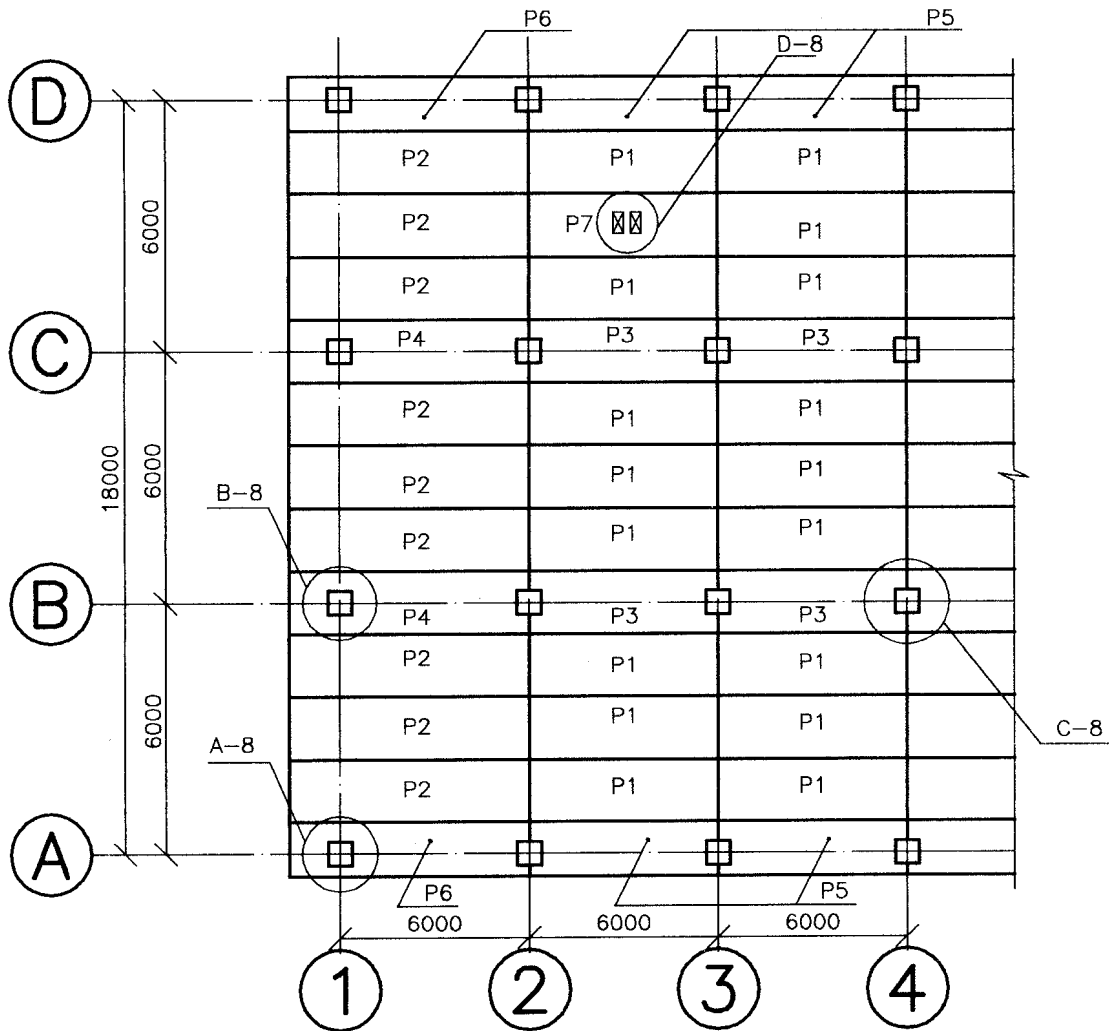 P6 P5
D-8
D
P2 P1 P1
P2 P7 P1
6000
P2 P1 P1
C
P4 P3 P3
P2 P1 P1
18000 6000
P2 P1 P1
B-8
P2 P1 P1
B
P4 P3 P3
P2 P1 P1
6000
P2 P1 P1
C-8
A-8
P2 P1 P1
A
P6 P5
6000 6000 6000
1 2 3 4